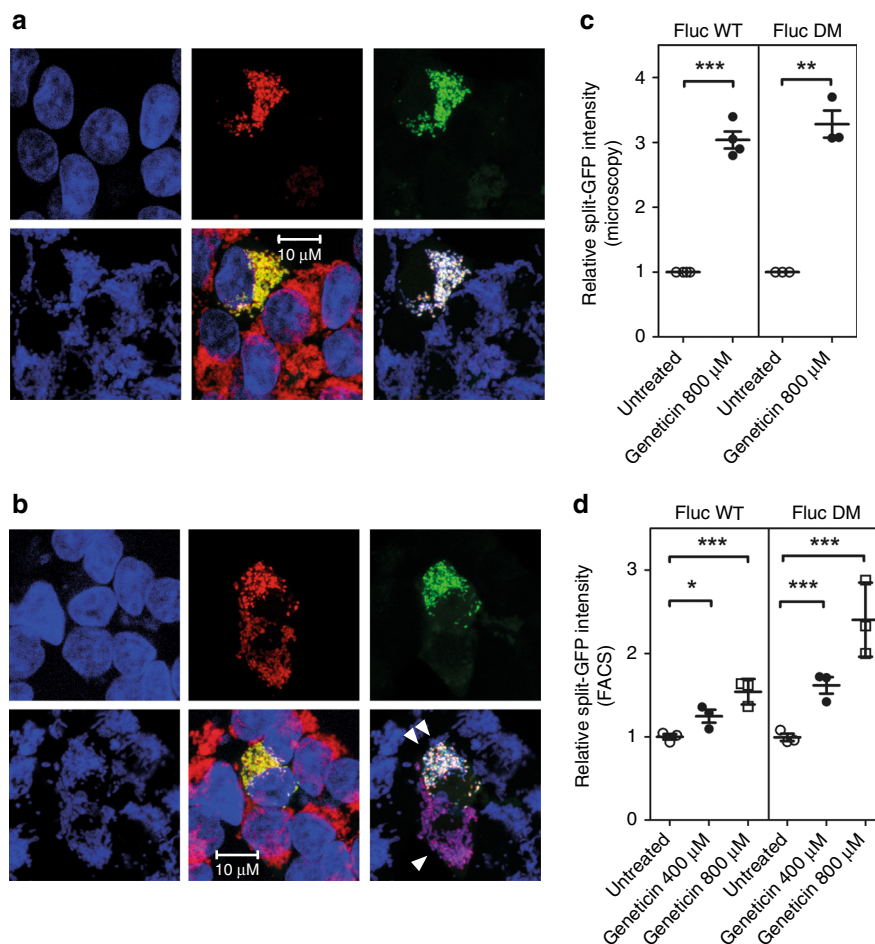 a
10 μM
b
10 μM
c
Fluc WT
Fluc DM
***
**
4
3
2
1
0
Relative split-GFP intensity
(microscopy)
Untreated
Geneticin 800 μM
Untreated
Geneticin 800 μM
d
Fluc WT
Fluc DM
***
***
*
***
3
2
1
0
Relative split-GFP intensity
(FACS)
Untreated
Geneticin 400 μM
Geneticin 800 μM
Untreated
Geneticin 400 μM
Geneticin 800 μM